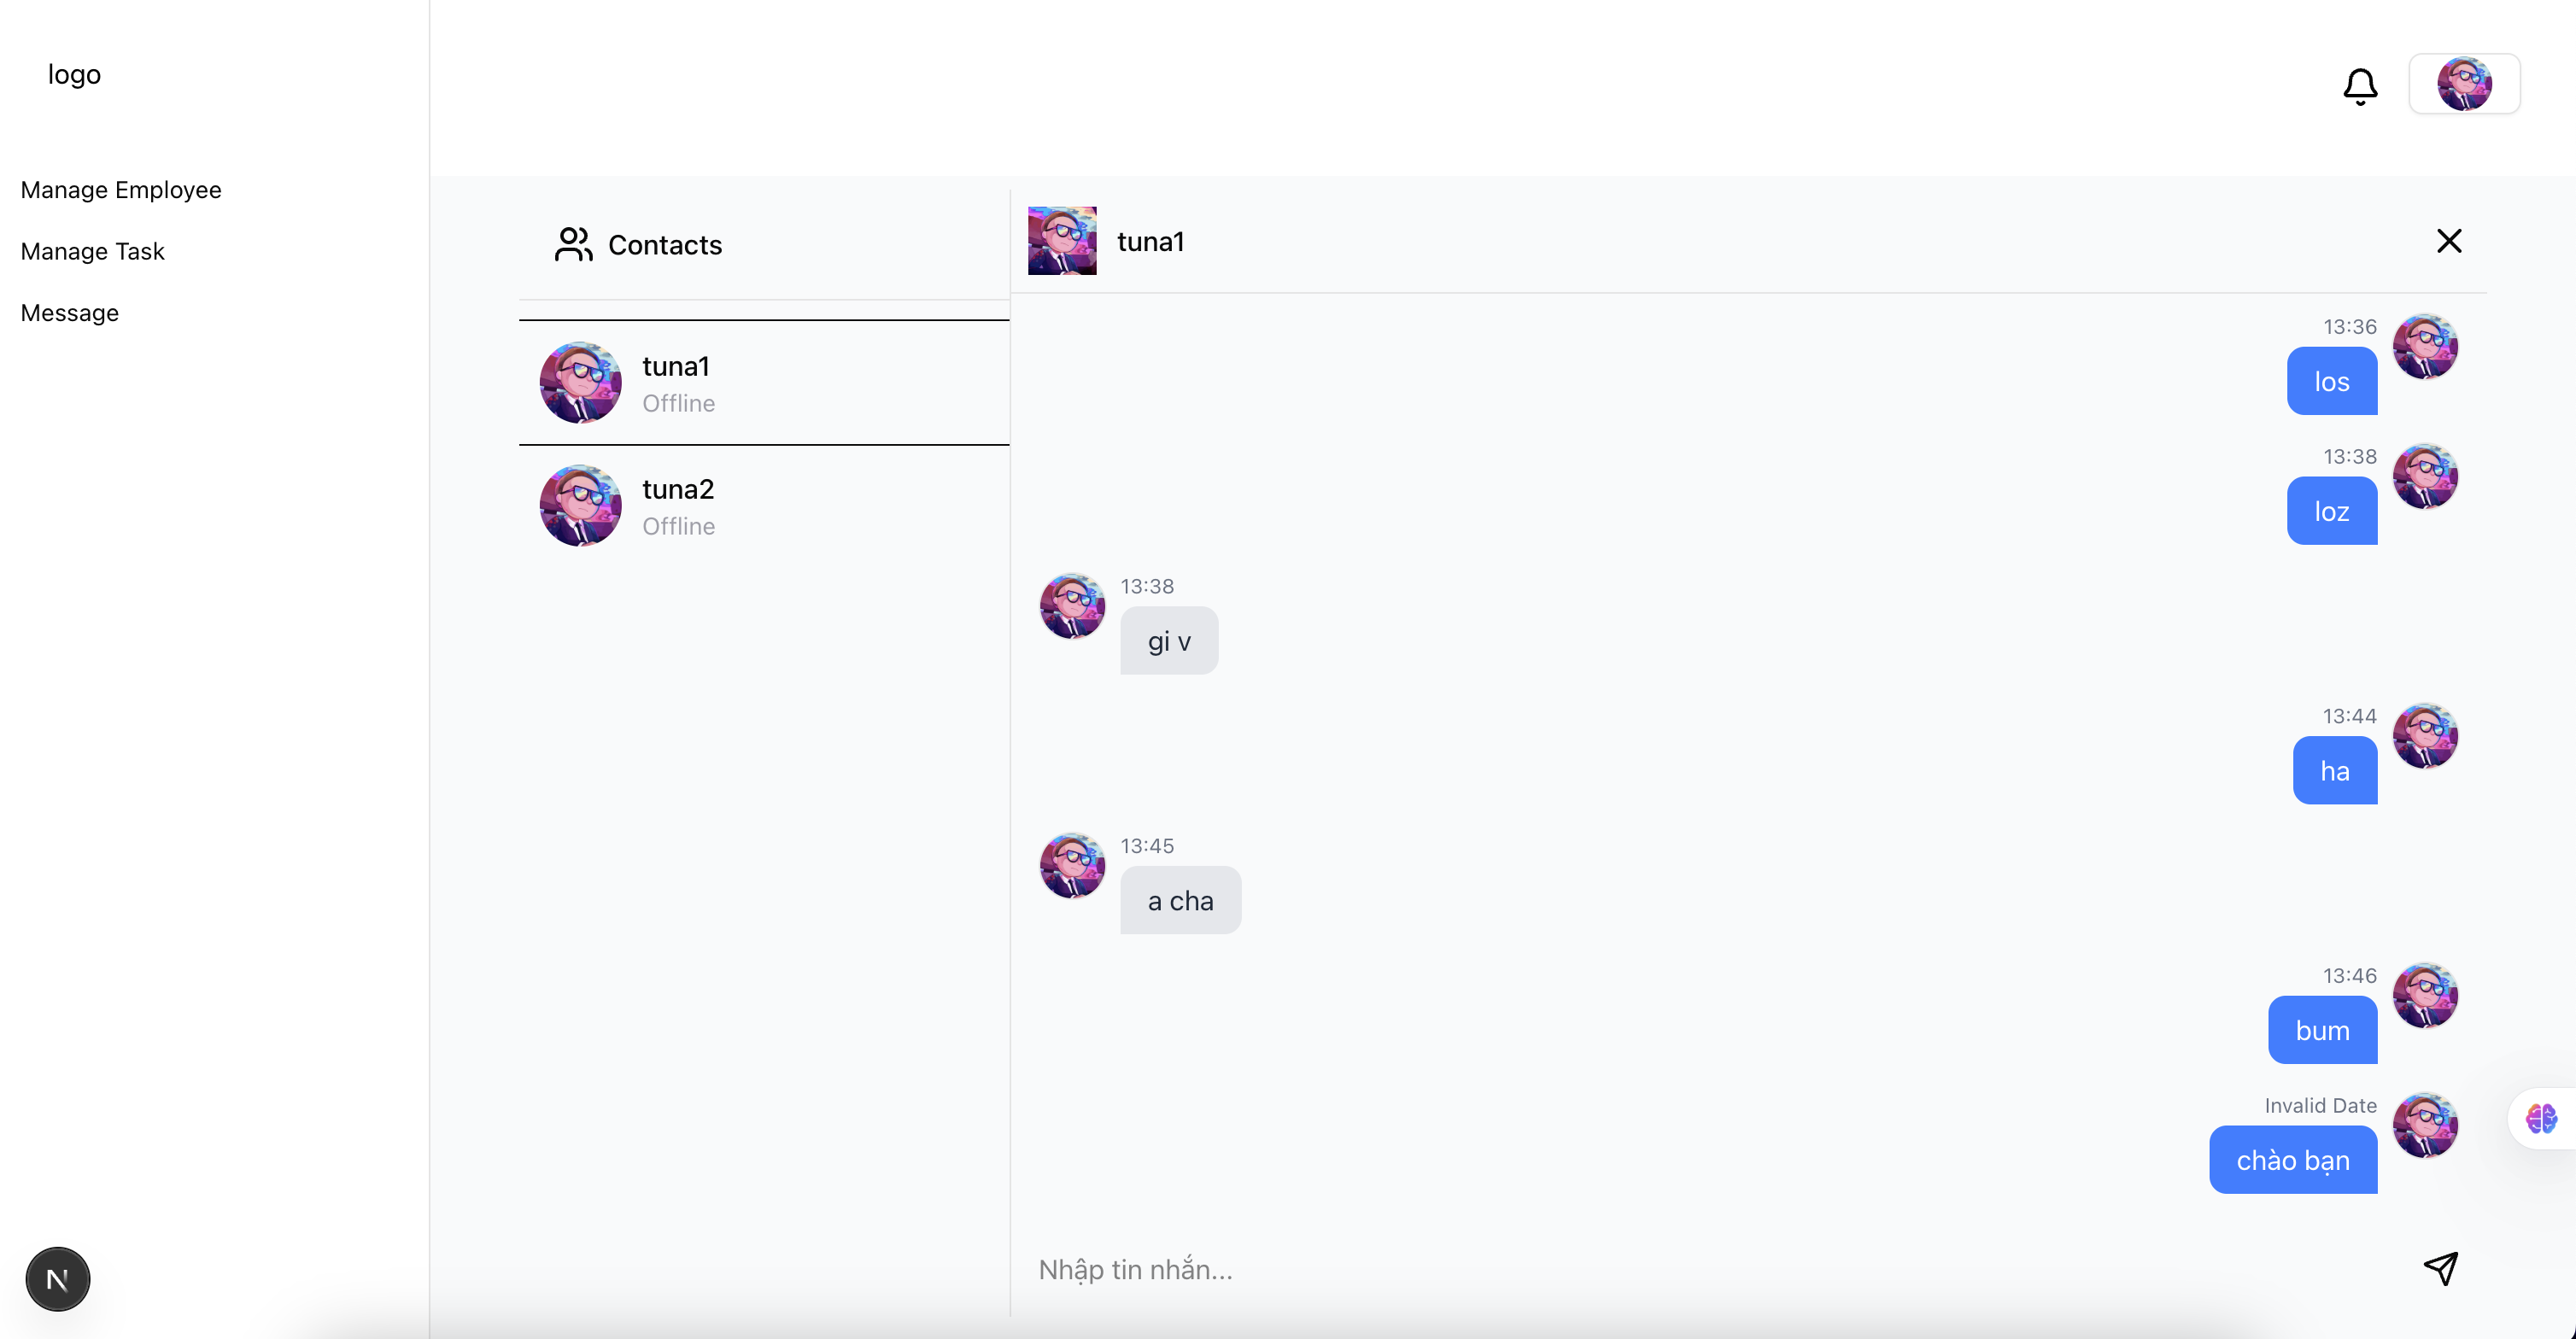 logo
Manage Employee
Manage Task
Message
Contacts
tuna1
Offline
tuna2
Offline
tuna1
13:36
los
13:38
loz
13:38
gi v
13:44
ha
13:45
a cha
13:46
bum
Invalid Date
chào bạn
Nhập tin nhắn...
N